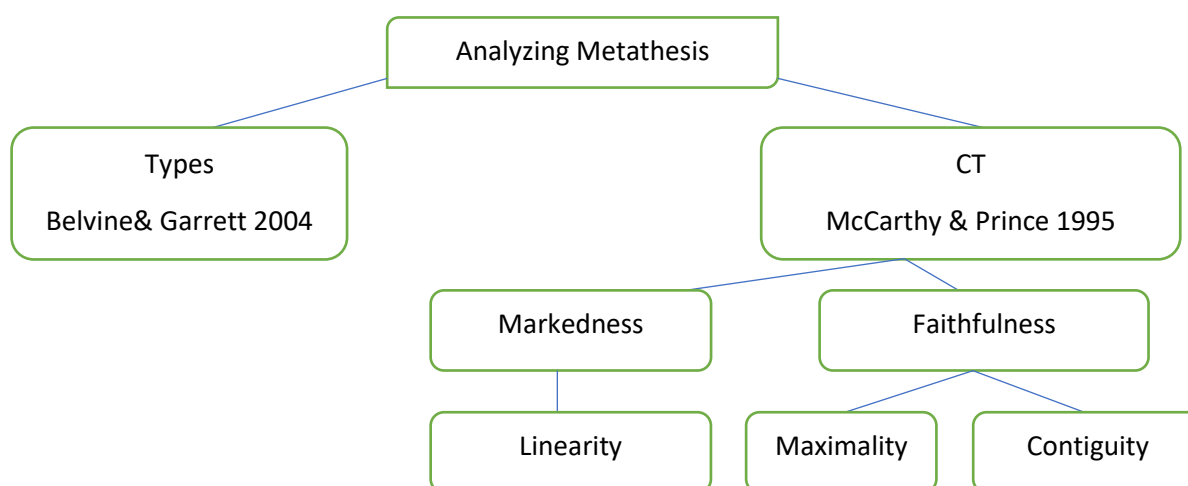 Analyzing Metathesis
Types
Belvine& Garrett 2004
CT
McCarthy & Prince 1995
Markedness
Faithfulness
Linearity
Maximality
Contiguity